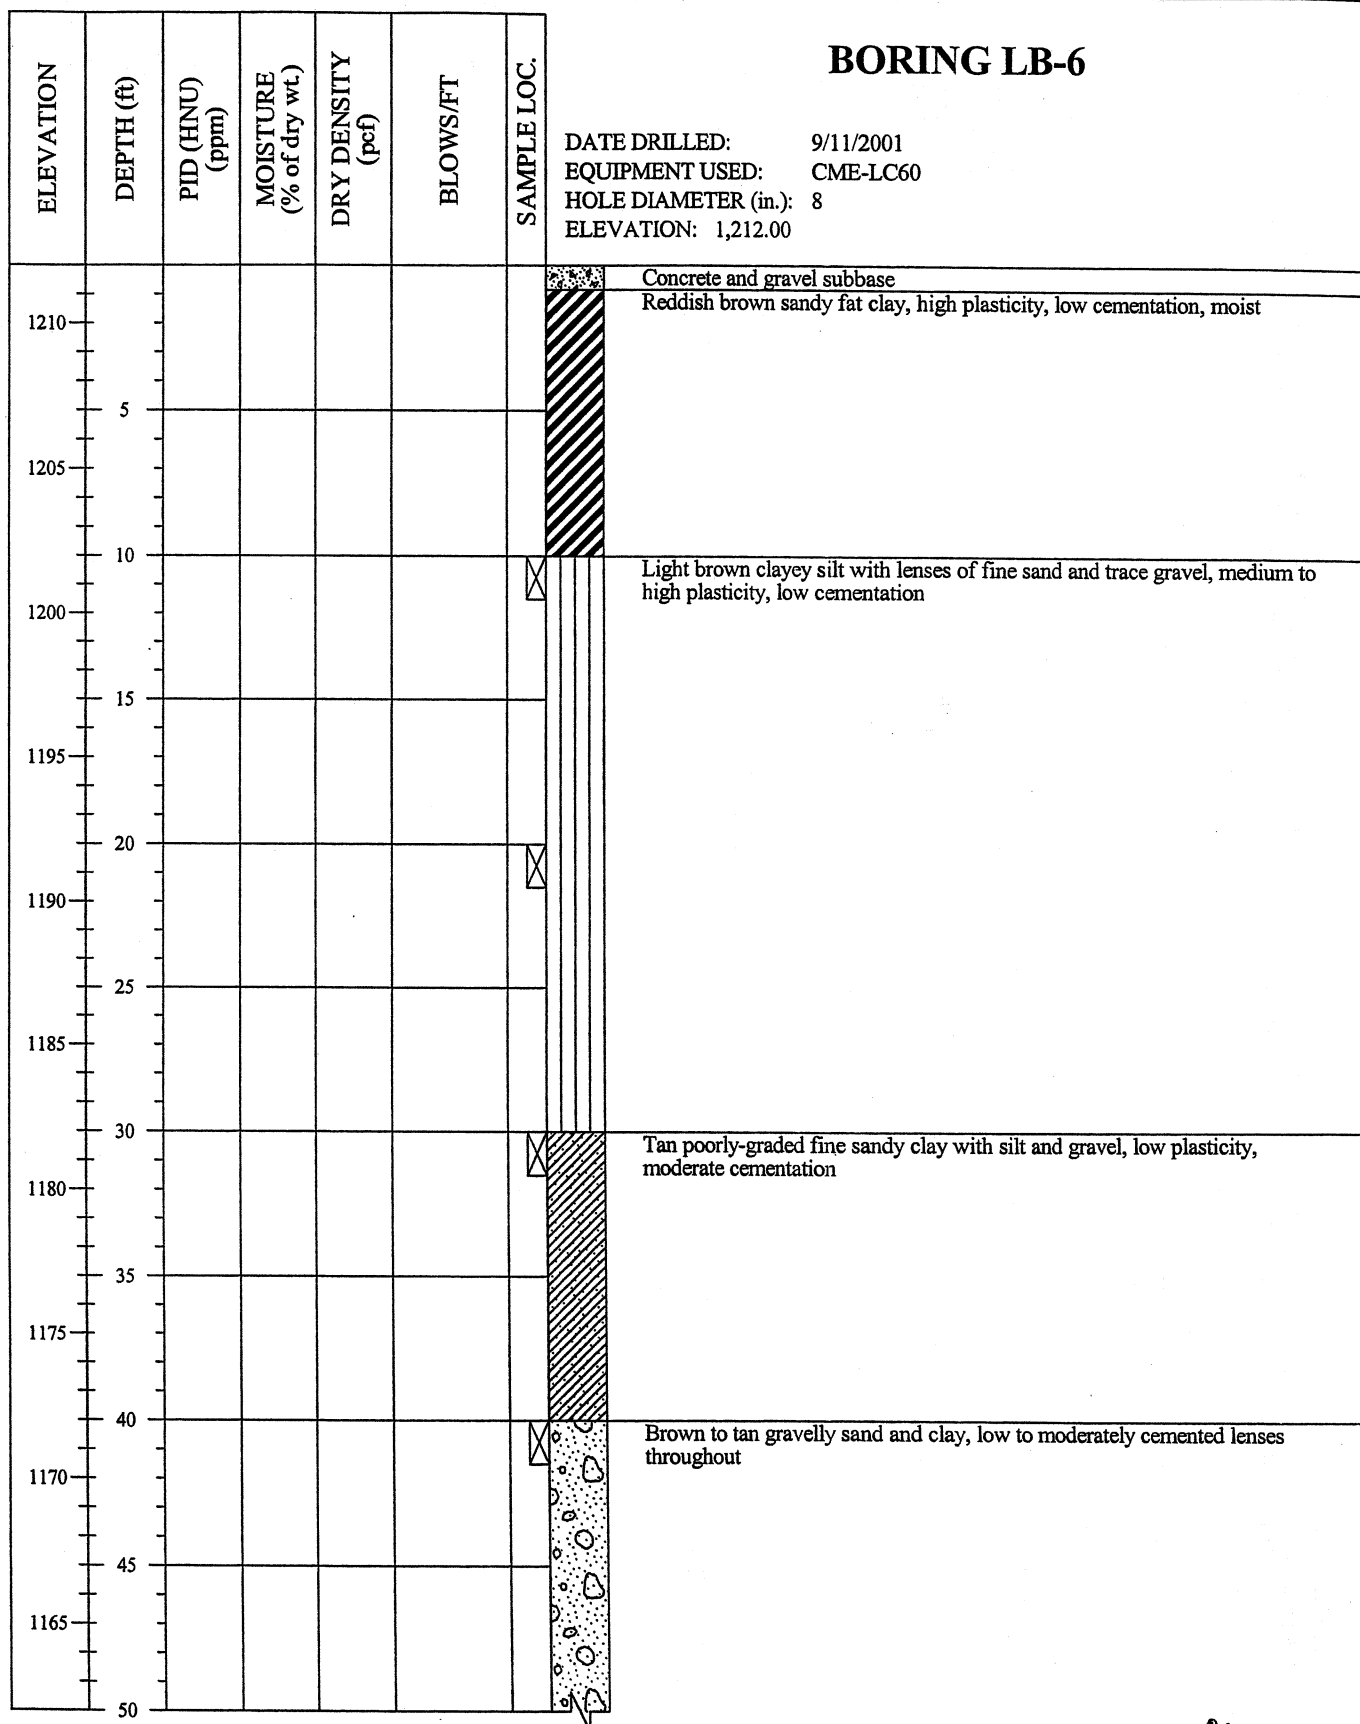 BORING LB-6
ELEVATION
DEPTH (ft)
PID (HNU)
(ppm)
MOISTURE
(% of dry wt.)
DRY DENSITY
(pcf)
BLOWS/FT
SAMPLE LOC.
DATE DRILLED: 9/11/2001
EQUIPMENT USED: CME-LC60
HOLE DIAMETER (in.): 8
ELEVATION: 1,212.00
Concrete and gravel subbase
Reddish brown sandy fat clay, high plasticity, low cementation, moist
1210
5
1205
10
Light brown clayey silt with lenses of fine sand and trace gravel, medium to
high plasticity, low cementation
1200
15
1195
20
1190
25
1185
30
Tan poorly-graded fine sandy clay with silt and gravel, low plasticity,
moderate cementation
1180
35
1175
40
Brown to tan gravelly sand and clay, low to moderately cemented lenses
throughout
1170
45
1165
50